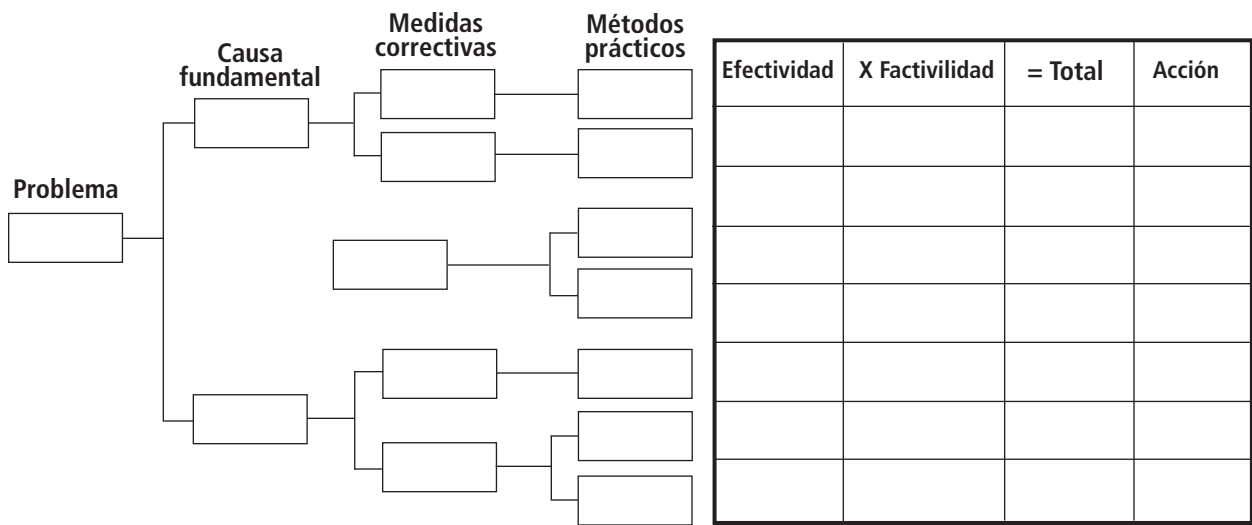 Problema
Causa
fundamental
Medidas
correctivas
Métodos
prácticos
Efectividad
X Factivilidad
= Total
Acción